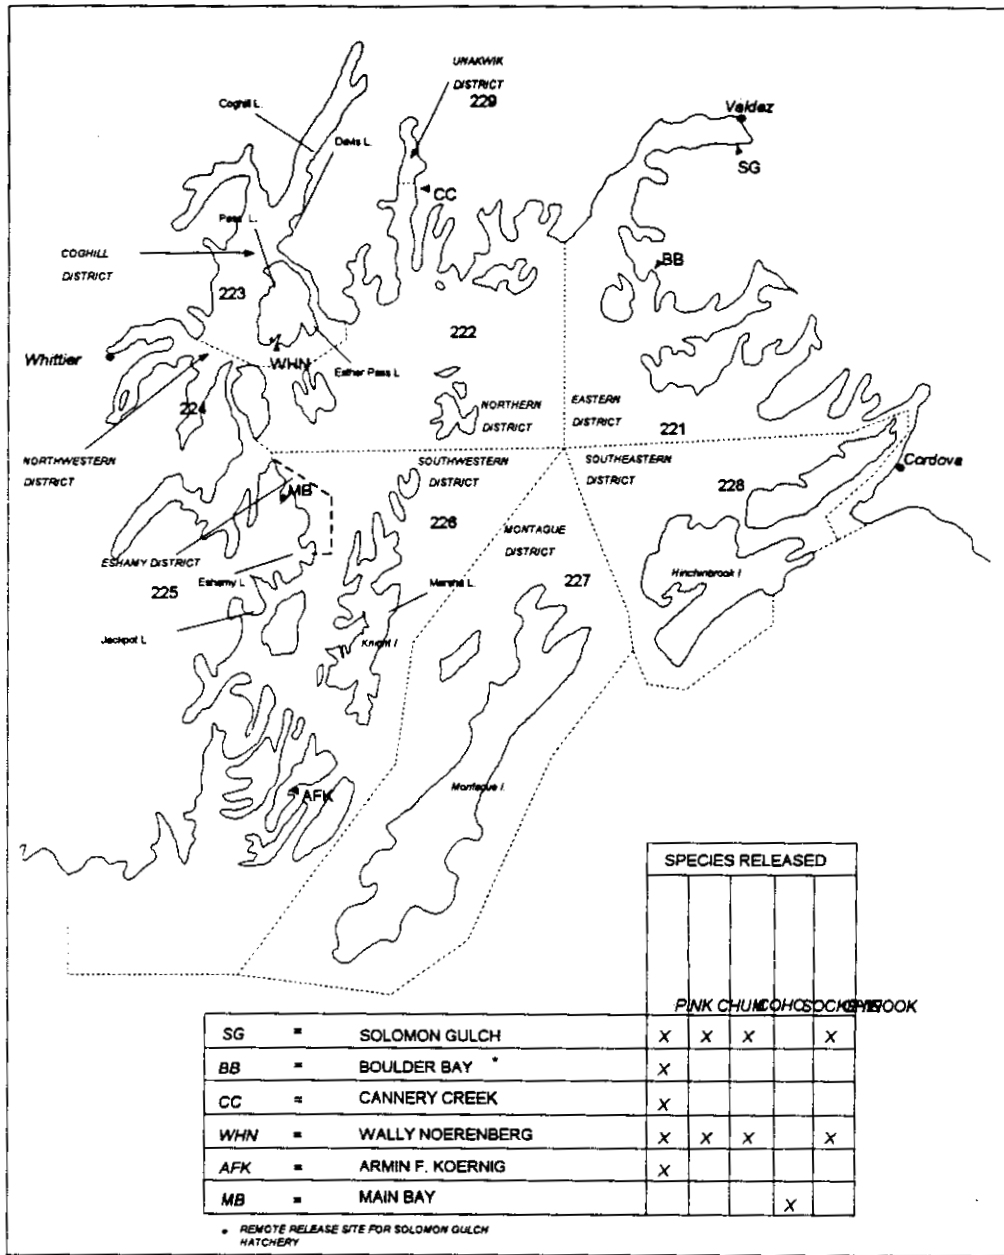 UNAKWIK
DISTRICT
229
Coghill L.
Davis L.
Valdez
SG
CC
Pass L.
COGHILL
DISTRICT
BB
223
222
Whittier
WHN
Esther Pass L
224
NORTHERN
DISTRICT
EASTERN
DISTRICT
221
NORTHWESTERN
DISTRICT
SOUTHWESTERN
DISTRICT
SOUTHEASTERN
DISTRICT
Cordova
MB
228
226
MONTAGUE
DISTRICT
ESHAMY DISTRICT
225
Eshamy L
Marsha L.
227
Hinchinbrook I
Jackpot L
Knight I
AFK
Montague I.
SPECIES RELEASED
PINK CHUM COHO SOCKEYE CHINOOK
SG = SOLOMON GULCH X X X X
BB = BOULDER BAY * X
CC = CANNERY CREEK X
WHN = WALLY NOERENBERG X X X X
AFK = ARMIN F. KOERNIG X
MB = MAIN BAY X
* REMOTE RELEASE SITE FOR SOLOMON GULCH
HATCHERY